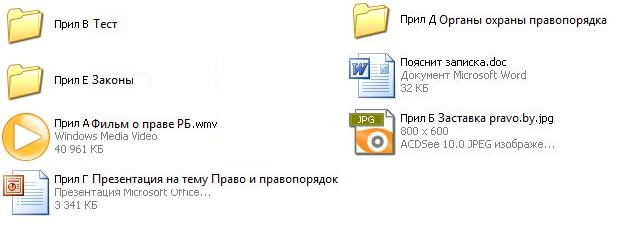 Прил В Тест
Прил Д Органы охраны правопорядка
Прил Е Законы
Пояснит записка.doc
Документ Microsoft Word
32 КБ
Прил А Фильм о праве РБ.wmv
Windows Media Video
40 961 КБ
JPG
Прил Б Заставка pravo.by.jpg
800 x 600
ACDSee 10.0 JPEG изображе...
Прил Г Презентация на тему Право и правопорядок
Презентация Microsoft Office...
3 341 КБ